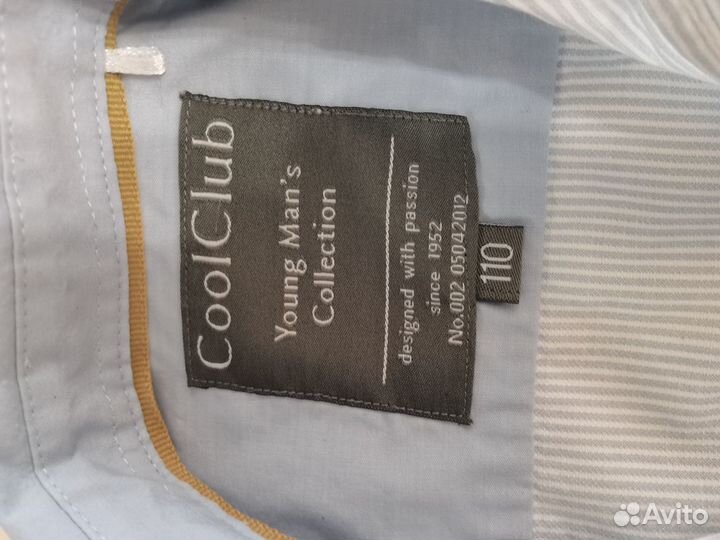 CoolClub
Young Man's
Collection
designed with passion
since 1952
No.002 05042012
110
Avito